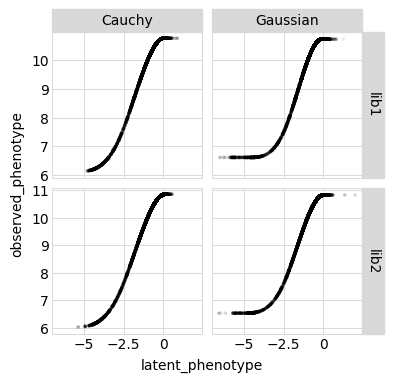 Cauchy
Gaussian
10
9
8
7
6
lib1
11
10
9
8
7
6
lib2
observed_phenotype
−5
−2.5
0
−5
−2.5
0
latent_phenotype